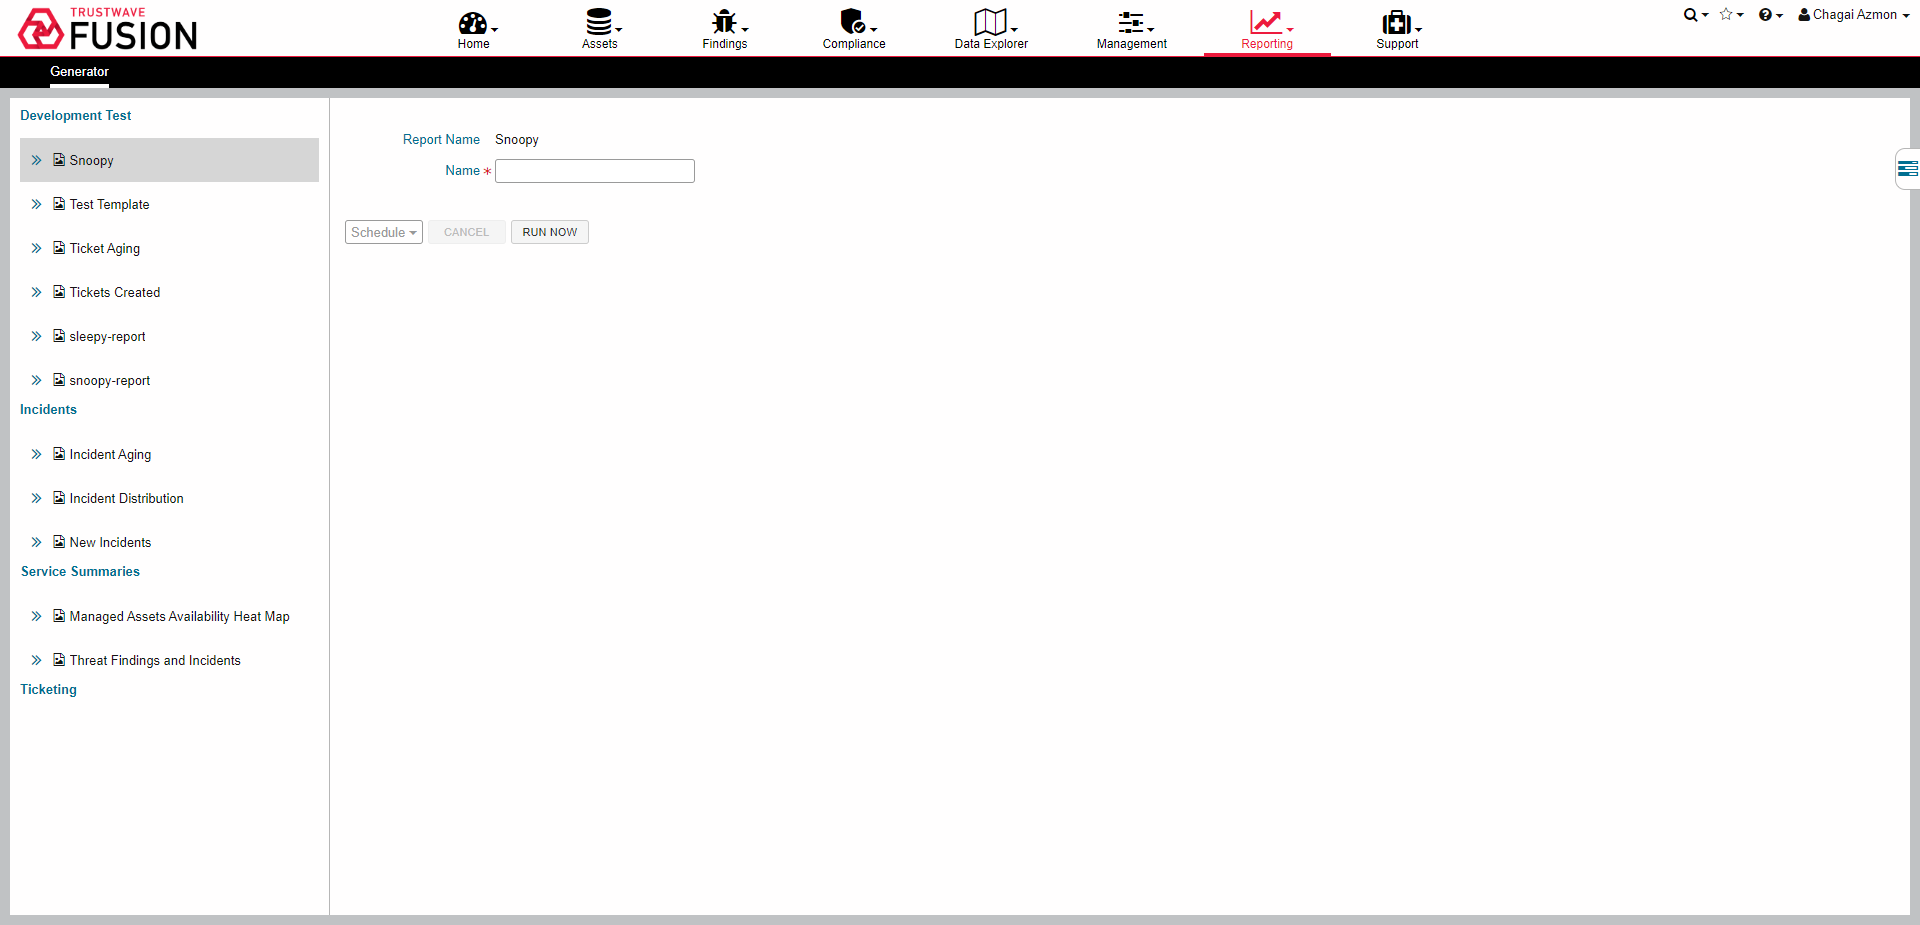 TRUSTWAVE
FUSION
Home
Assets
Findings
Compliance
Data Explorer
Management
Reporting
Support
Chagai Azmon
Generator
Development Test
Snoopy
Test Template
Ticket Aging
Tickets Created
sleepy-report
snoopy-report
Incidents
Incident Aging
Incident Distribution
New Incidents
Service Summaries
Managed Assets Availability Heat Map
Threat Findings and Incidents
Ticketing
Report Name Snoopy
Name *
Schedule CANCEL RUN NOW